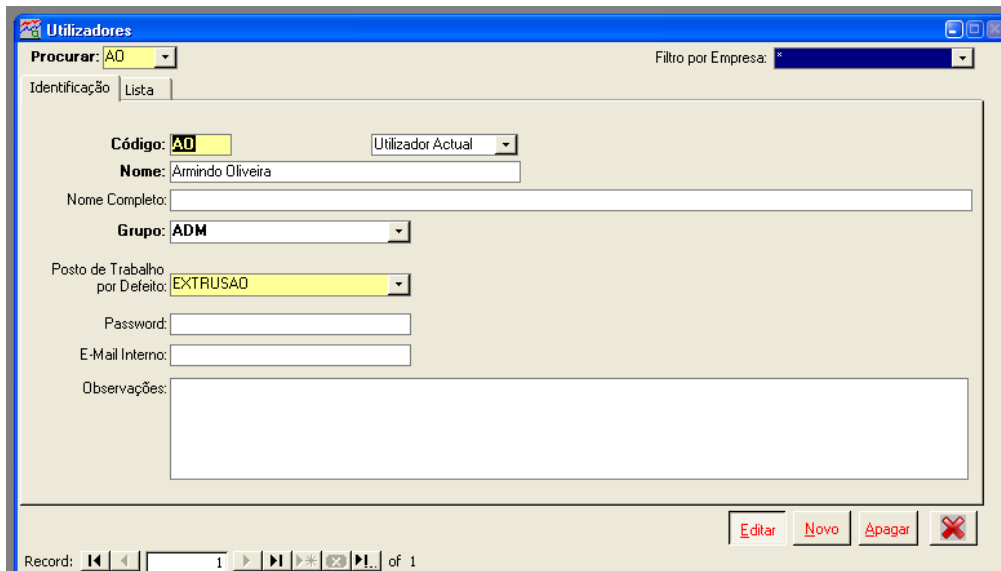 Utilizadores
Procurar: AO Filtro por Empresa: *
Identificação Lista
Código: AO Utilizador Actual
Nome: Armindo Oliveira
Nome Completo:
Grupo: ADM
Posto de Trabalho
por Defeito: EXTRUSAO
Password:
E-Mail Interno:
Observações:
Editar Novo Apagar
Record: 1 of 1